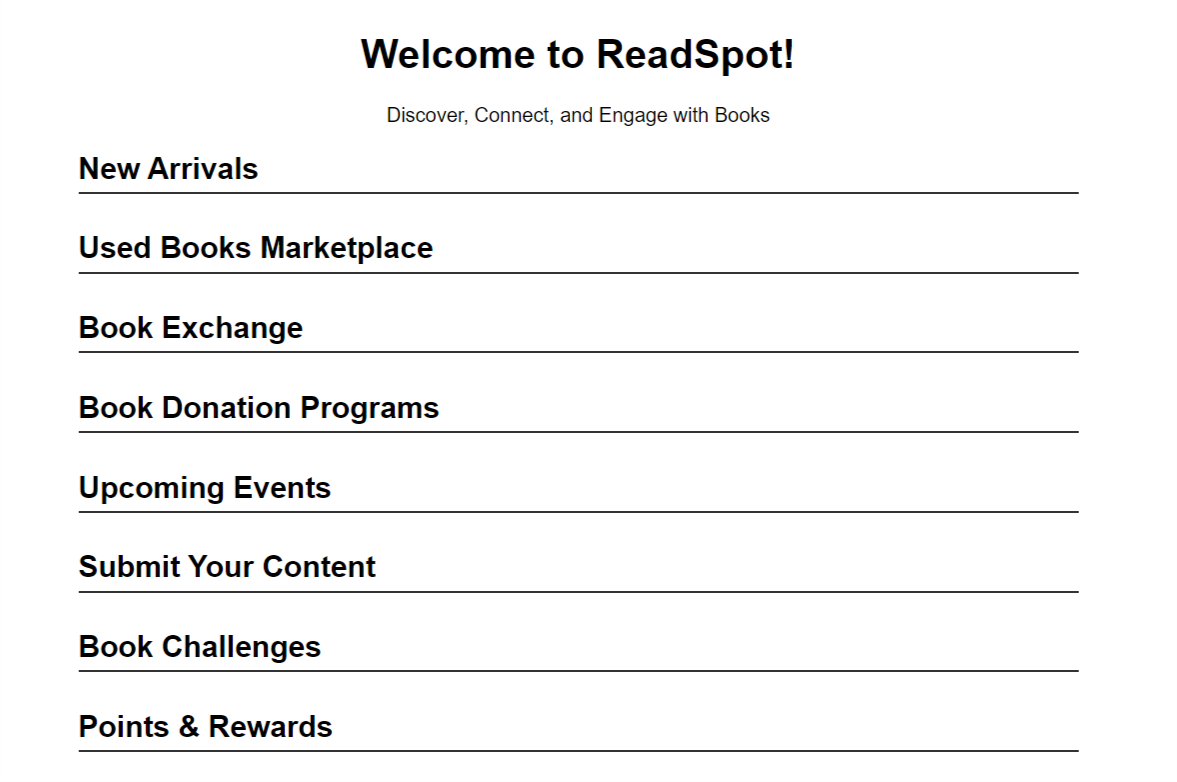 Welcome to ReadSpot!
Discover, Connect, and Engage with Books
New Arrivals
Used Books Marketplace
Book Exchange
Book Donation Programs
Upcoming Events
Submit Your Content
Book Challenges
Points & Rewards